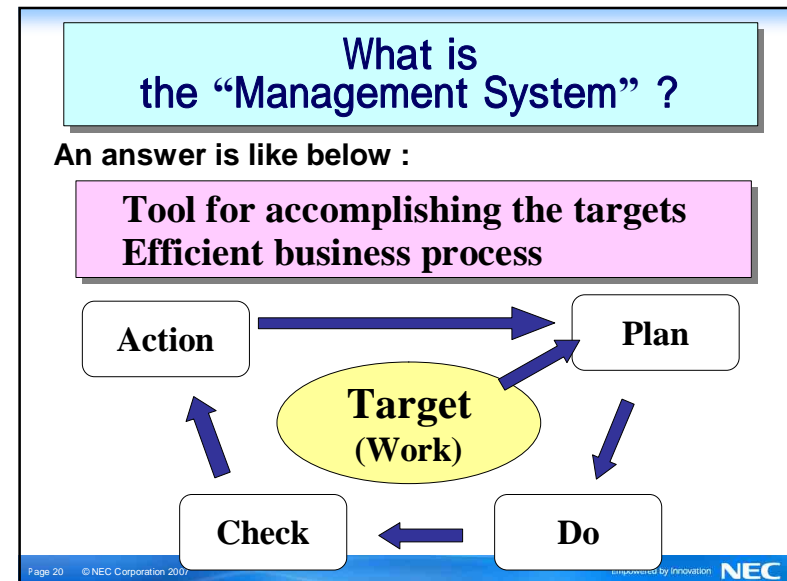 What is
the “Management System” ?
An answer is like below :
Tool for accomplishing the targets
Efficient business process
Action
Plan
Target
(Work)
Check
Do
Page 20 © NEC Corporation 2007
Empowered by Innovation NEC